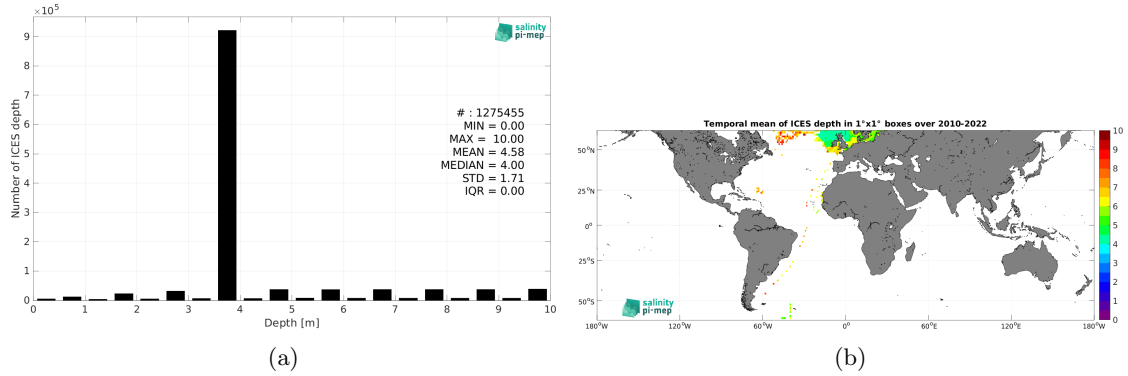 ×10⁵
9
8
7
6
5
4
3
2
1
0
Number of ICES depth
salinity
pi-mep
# : 1275455
MIN = 0.00
MAX = 10.00
MEAN = 4.58
MEDIAN = 4.00
STD = 1.71
IQR = 0.00
0 1 2 3 4 5 6 7 8 9 10
Depth [m]
(a)
Temporal mean of ICES depth in 1°x1° boxes over 2010-2022
50°N
25°N
0°
25°S
50°S
salinity
pi-mep
180°W 120°W 60°W 0° 60°E 120°E 180°W
10
9
8
7
6
5
4
3
2
1
0
(b)